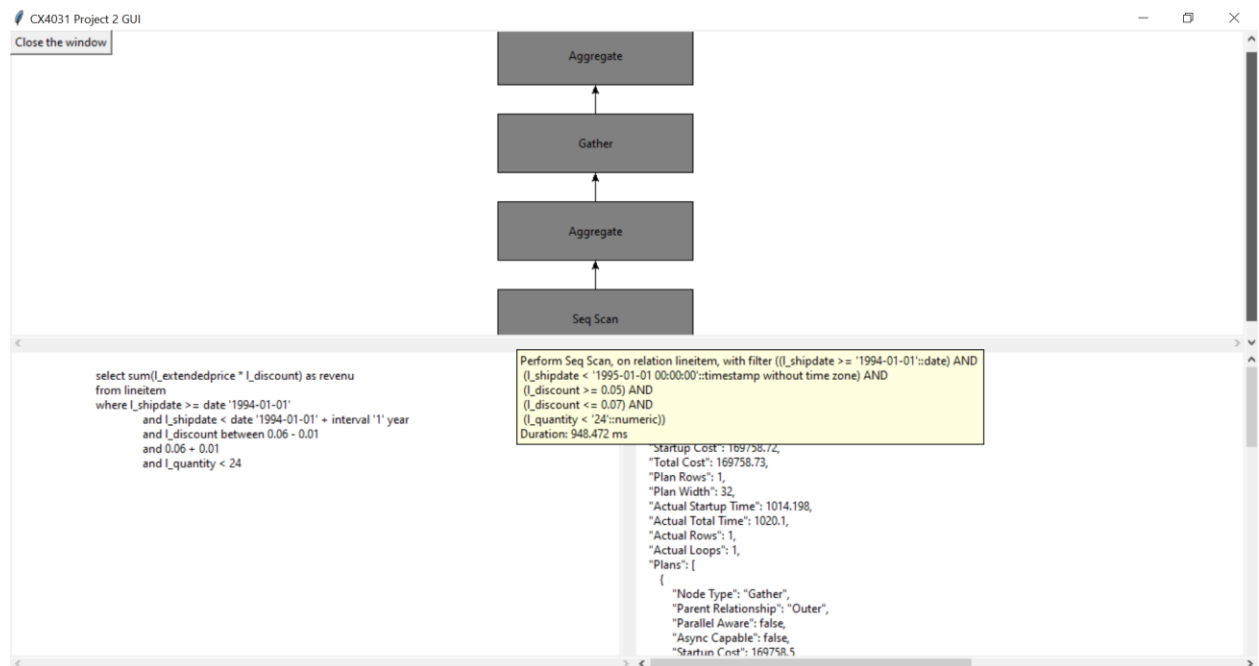 CX4031 Project 2 GUI
Close the window
Aggregate
Gather
Aggregate
Seq Scan
select sum(l_extendedprice * l_discount) as revenu
from lineitem
where l_shipdate >= date '1994-01-01'
and l_shipdate < date '1994-01-01' + interval '1' year
and l_discount between 0.06 - 0.01
and 0.06 + 0.01
and l_quantity < 24
Perform Seq Scan, on relation lineitem, with filter ((l_shipdate >= '1994-01-01'::date) AND
(l_shipdate < '1995-01-01 00:00:00'::timestamp without time zone) AND
(l_discount >= 0.05) AND
(l_discount <= 0.07) AND
(l_quantity < '24'::numeric))
Duration: 948.472 ms
"Startup Cost": 169758.72,
"Total Cost": 169758.73,
"Plan Rows": 1,
"Plan Width": 32,
"Actual Startup Time": 1014.198,
"Actual Total Time": 1020.1,
"Actual Rows": 1,
"Actual Loops": 1,
"Plans": [
{
"Node Type": "Gather",
"Parent Relationship": "Outer",
"Parallel Aware": false,
"Async Capable": false,
"Startup Cost": 169758.5